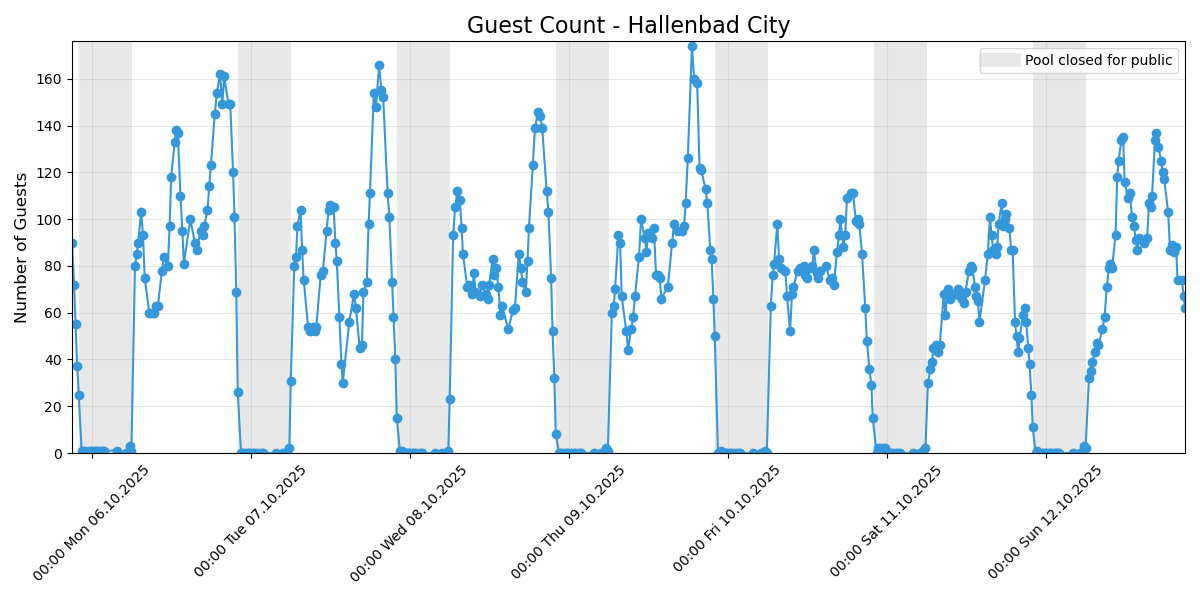 Guest Count - Hallenbad City
Pool closed for public
Number of Guests
160
140
120
100
80
60
40
20
0
00:00 Mon 06.10.2025
00:00 Tue 07.10.2025
00:00 Wed 08.10.2025
00:00 Thu 09.10.2025
00:00 Fri 10.10.2025
00:00 Sat 11.10.2025
00:00 Sun 12.10.2025